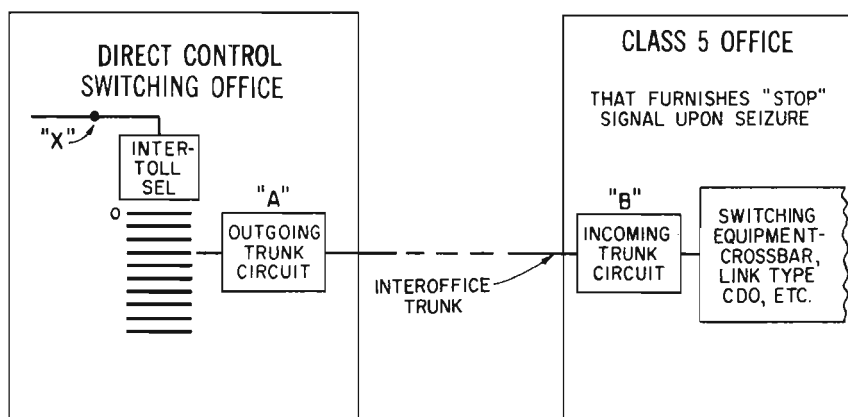 DIRECT CONTROL
SWITCHING OFFICE
"X"
INTER-
TOLL
SEL
O
"A"
OUTGOING
TRUNK
CIRCUIT
INTEROFFICE
TRUNK
CLASS 5 OFFICE
THAT FURNISHES "STOP"
SIGNAL UPON SEIZURE
"B"
INCOMING
TRUNK
CIRCUIT
SWITCHING
EQUIPMENT-
CROSSBAR,
LINK TYPE
CDO, ETC.